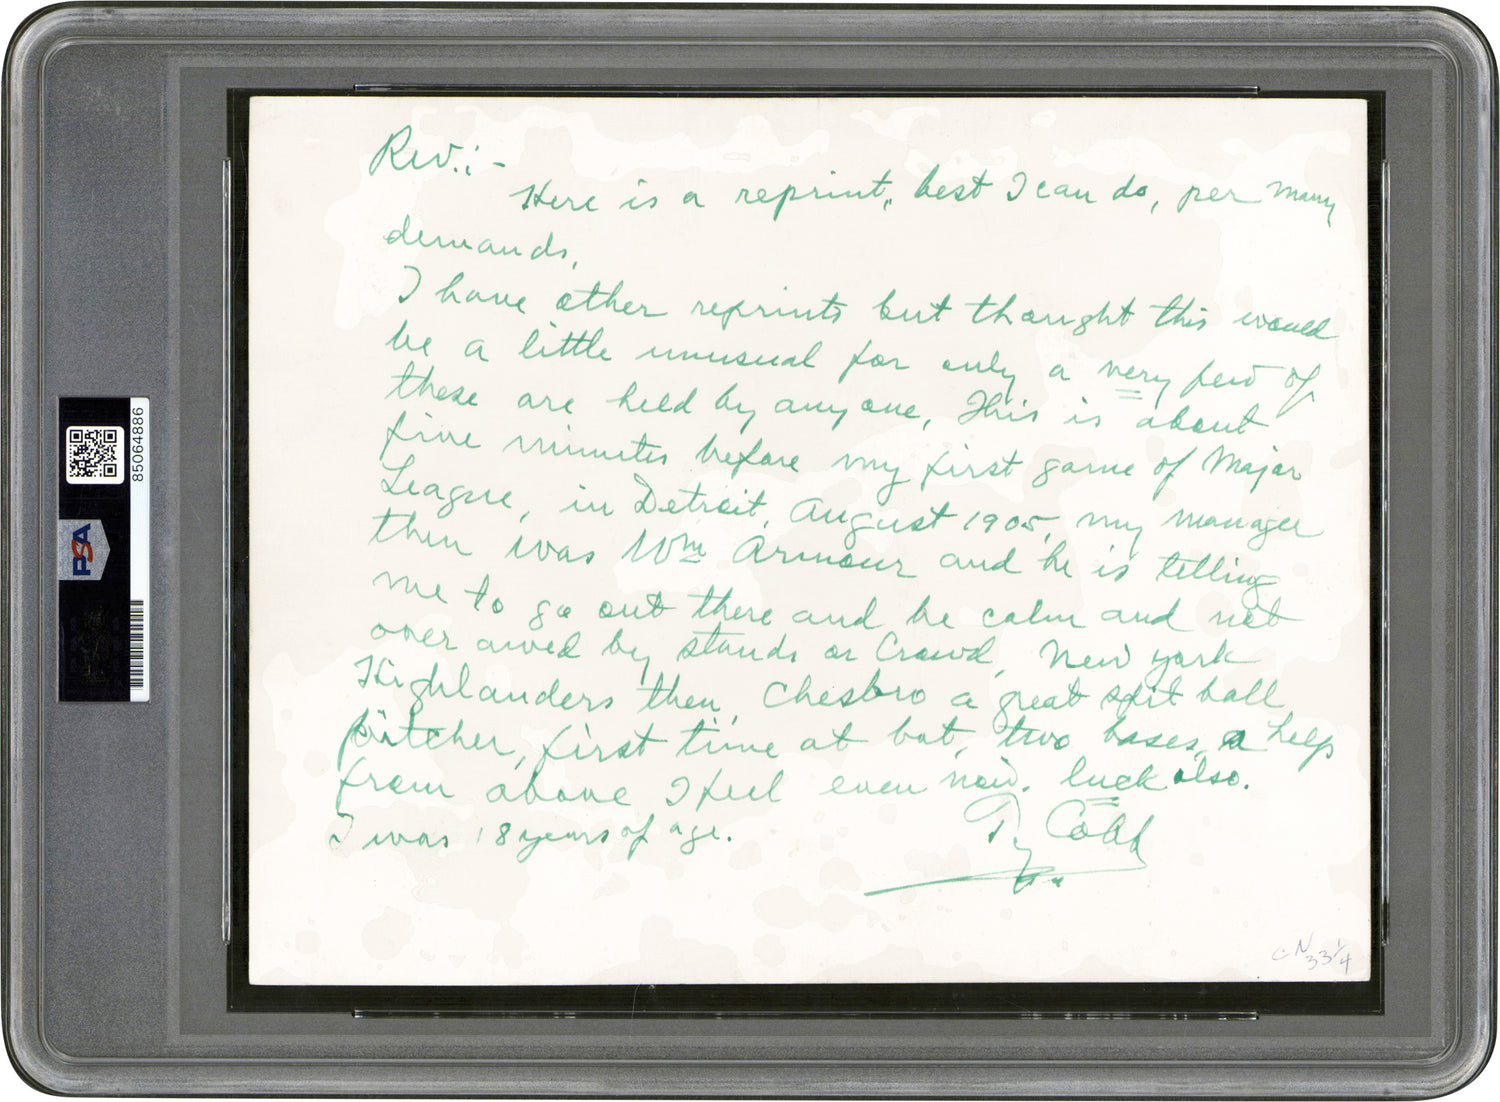 Rev.:-
Here is a reprint, best I can do, per many
demands,
I have other reprints but thought this would
be a little unusual for only a very few of
these are held by anyone, This is about
five minutes before my first game of Major
League, in Detroit, August 1905, my manager
then was Wm Armour and he is telling
me to go out there and be calm and not
over awed by stands or Crowd, New York
Highlanders then, Chesbro a great spit ball
pitcher, first time at bat, two bases, a help
from above I feel even now. luck also.
I was 18 years of age.
Ty Cobb
CN 33 1/4
85064886
PSA